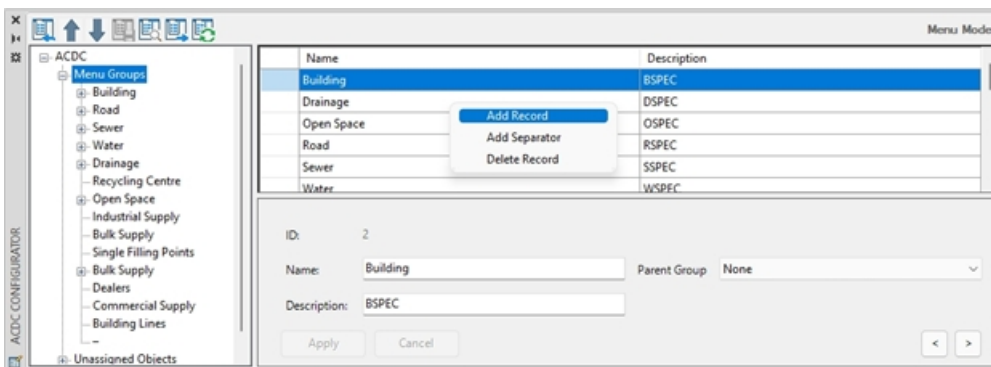 Menu Mode
ACDC
Menu Groups
Building
Road
Sewer
Water
Drainage
Recycling Centre
Open Space
Industrial Supply
Bulk Supply
Single Filling Points
Bulk Supply
Dealers
Commercial Supply
Building Lines
–
Unassigned Objects
ACDC CONFIGURATOR
Name Description
Building BSPEC
Drainage DSPEC
Open Space OSPEC
Road RSPEC
Sewer SSPEC
Water WSPEC
Add Record
Add Separator
Delete Record
ID: 2
Name: Building Parent Group None
Description: BSPEC
Apply Cancel < >